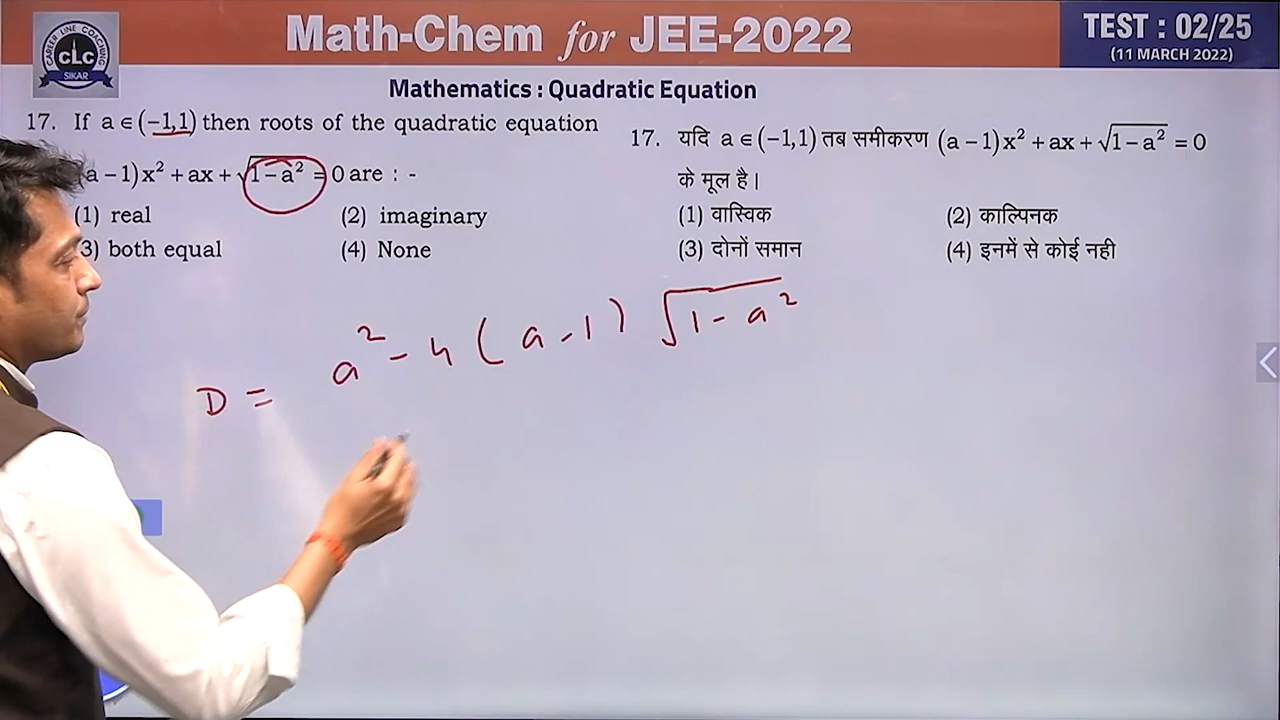 CAREER LINE COACHING
CLC
SIKAR
Math-Chem for JEE-2022
TEST : 02/25
(11 MARCH 2022)
Mathematics : Quadratic Equation
17. If a ∈ (−1,1) then roots of the quadratic equation
a − 1)x² + ax + √1 − a² = 0 are : -
(1) real
(2) imaginary
3) both equal
(4) None
17. यदि a ∈ (−1,1) तब समीकरण (a − 1)x² + ax + √1 − a² = 0
के मूल है।
(1) वास्विक
(2) काल्पिनक
(3) दोनों समान
(4) इनमें से कोई नही
D = a² - 4 (a - 1) √1 - a²